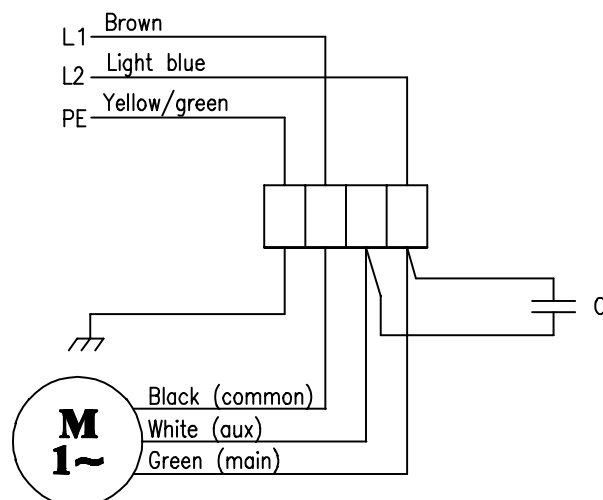 L1 Brown
L2 Light blue
PE Yellow/green
Black (common)
White (aux)
Green (main)
M
1~